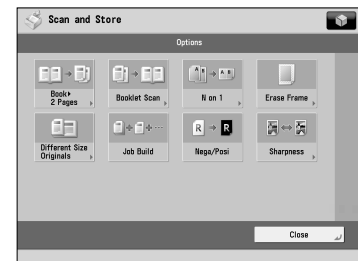 Scan and Store
Options
Book▸
2 Pages
Booklet Scan
N on 1
Erase Frame
Different Size
Originals
Job Build
Nega/Posi
Sharpness
Close